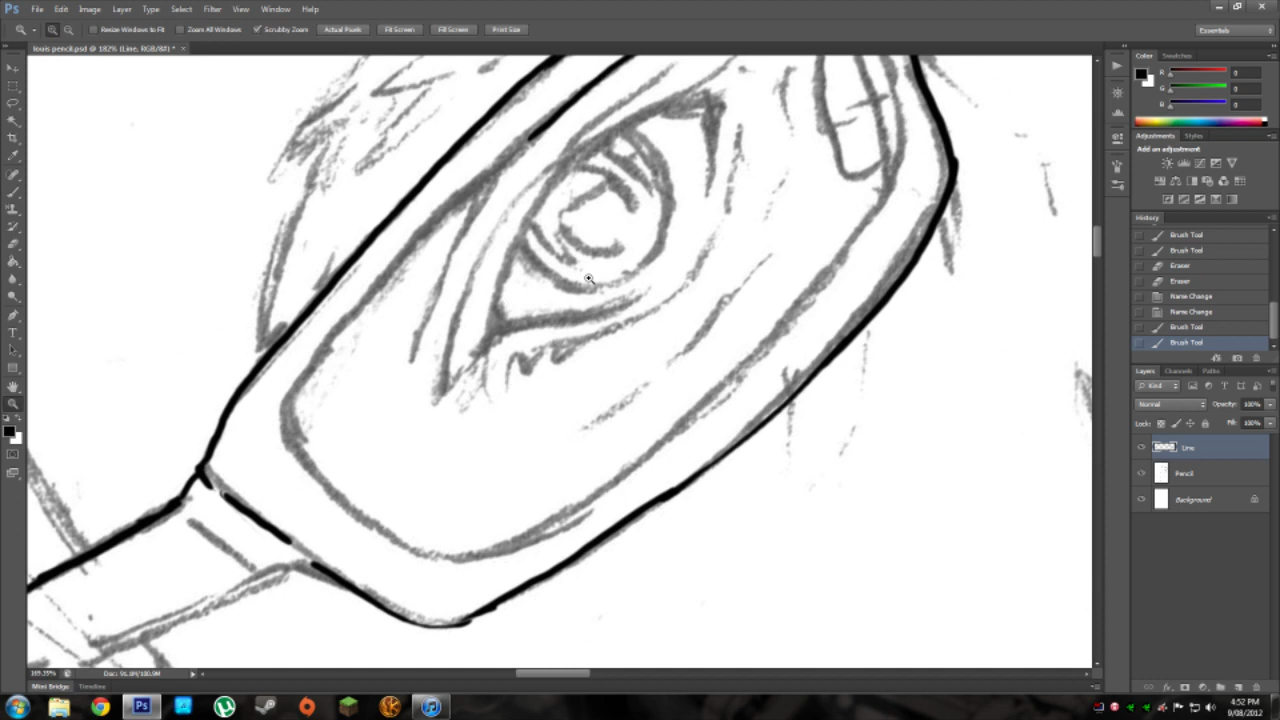 Ps File Edit Image Layer Type Select Filter View Window Help
Resize Windows to Fit Zoom All Windows Scrubby Zoom Actual Pixels Fit Screen Fill Screen Print Size Essentials
louis pencil.psd @ 182% (Line, RGB/8#) * ×
Color Swatches
R 0
G 0
B 0
Adjustments Styles
Add an adjustment
History
Brush Tool
Brush Tool
Eraser
Eraser
Name Change
Name Change
Brush Tool
Brush Tool
Layers Channels Paths
Kind
Normal Opacity: 100%
Lock: Fill: 100%
Line
Pencil
Background
Mini Bridge Timeline
Ps
4:52 PM
9/08/2012